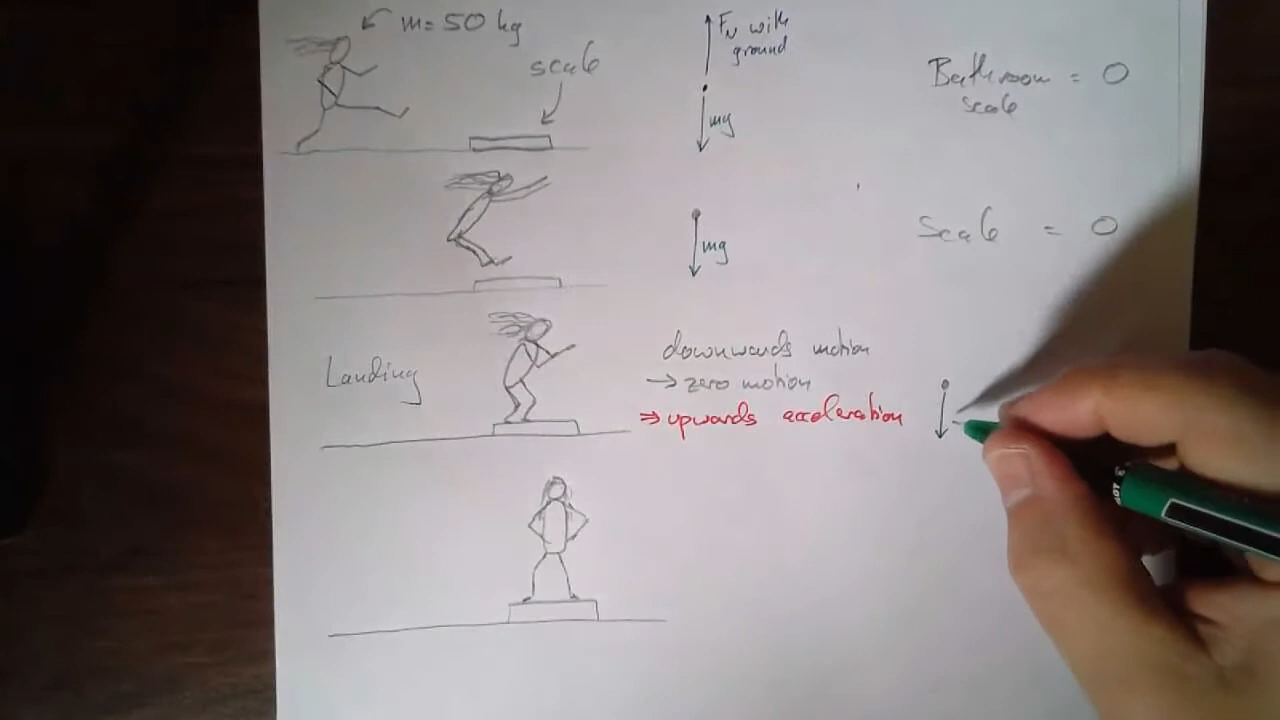 m = 50 kg
scale
F_N with
ground
mg
Bathroom = 0
scale
mg
Scale = 0
Landing
downwards motion
→ zero motion
⇒ upwards acceleration